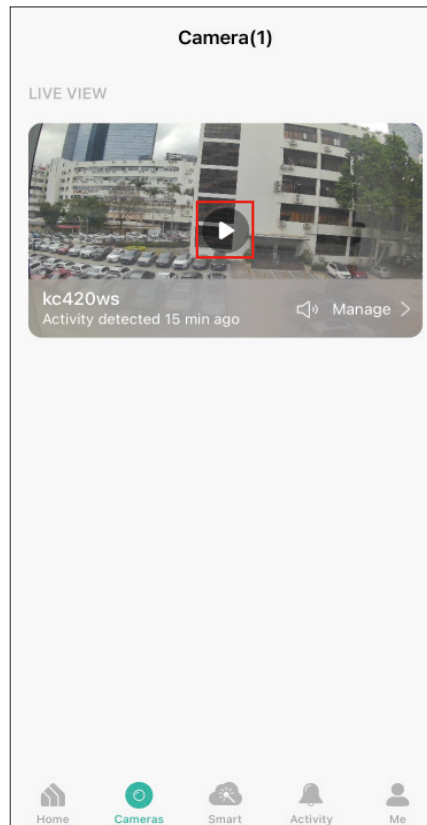 Camera(1)
LIVE VIEW
kc420ws
Activity detected 15 min ago
Manage
Home
Cameras
Smart
Activity
Me